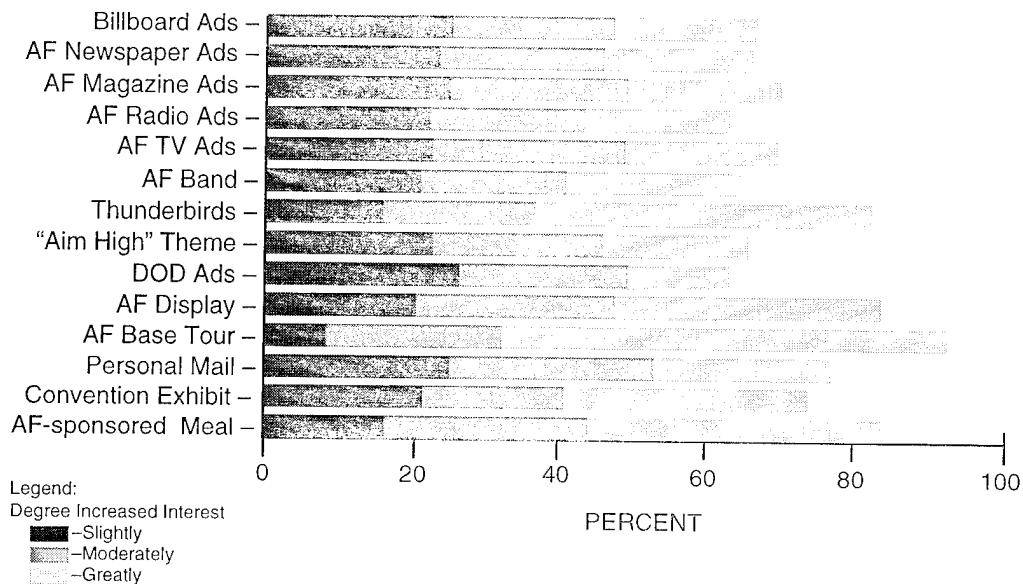 Billboard Ads –
AF Newspaper Ads –
AF Magazine Ads –
AF Radio Ads –
AF TV Ads –
AF Band –
Thunderbirds –
“Aim High” Theme –
DOD Ads –
AF Display –
AF Base Tour –
Personal Mail –
Convention Exhibit –
AF-sponsored Meal –
0 20 40 60 80 100
PERCENT
Legend:
Degree Increased Interest
–Slightly
–Moderately
–Greatly